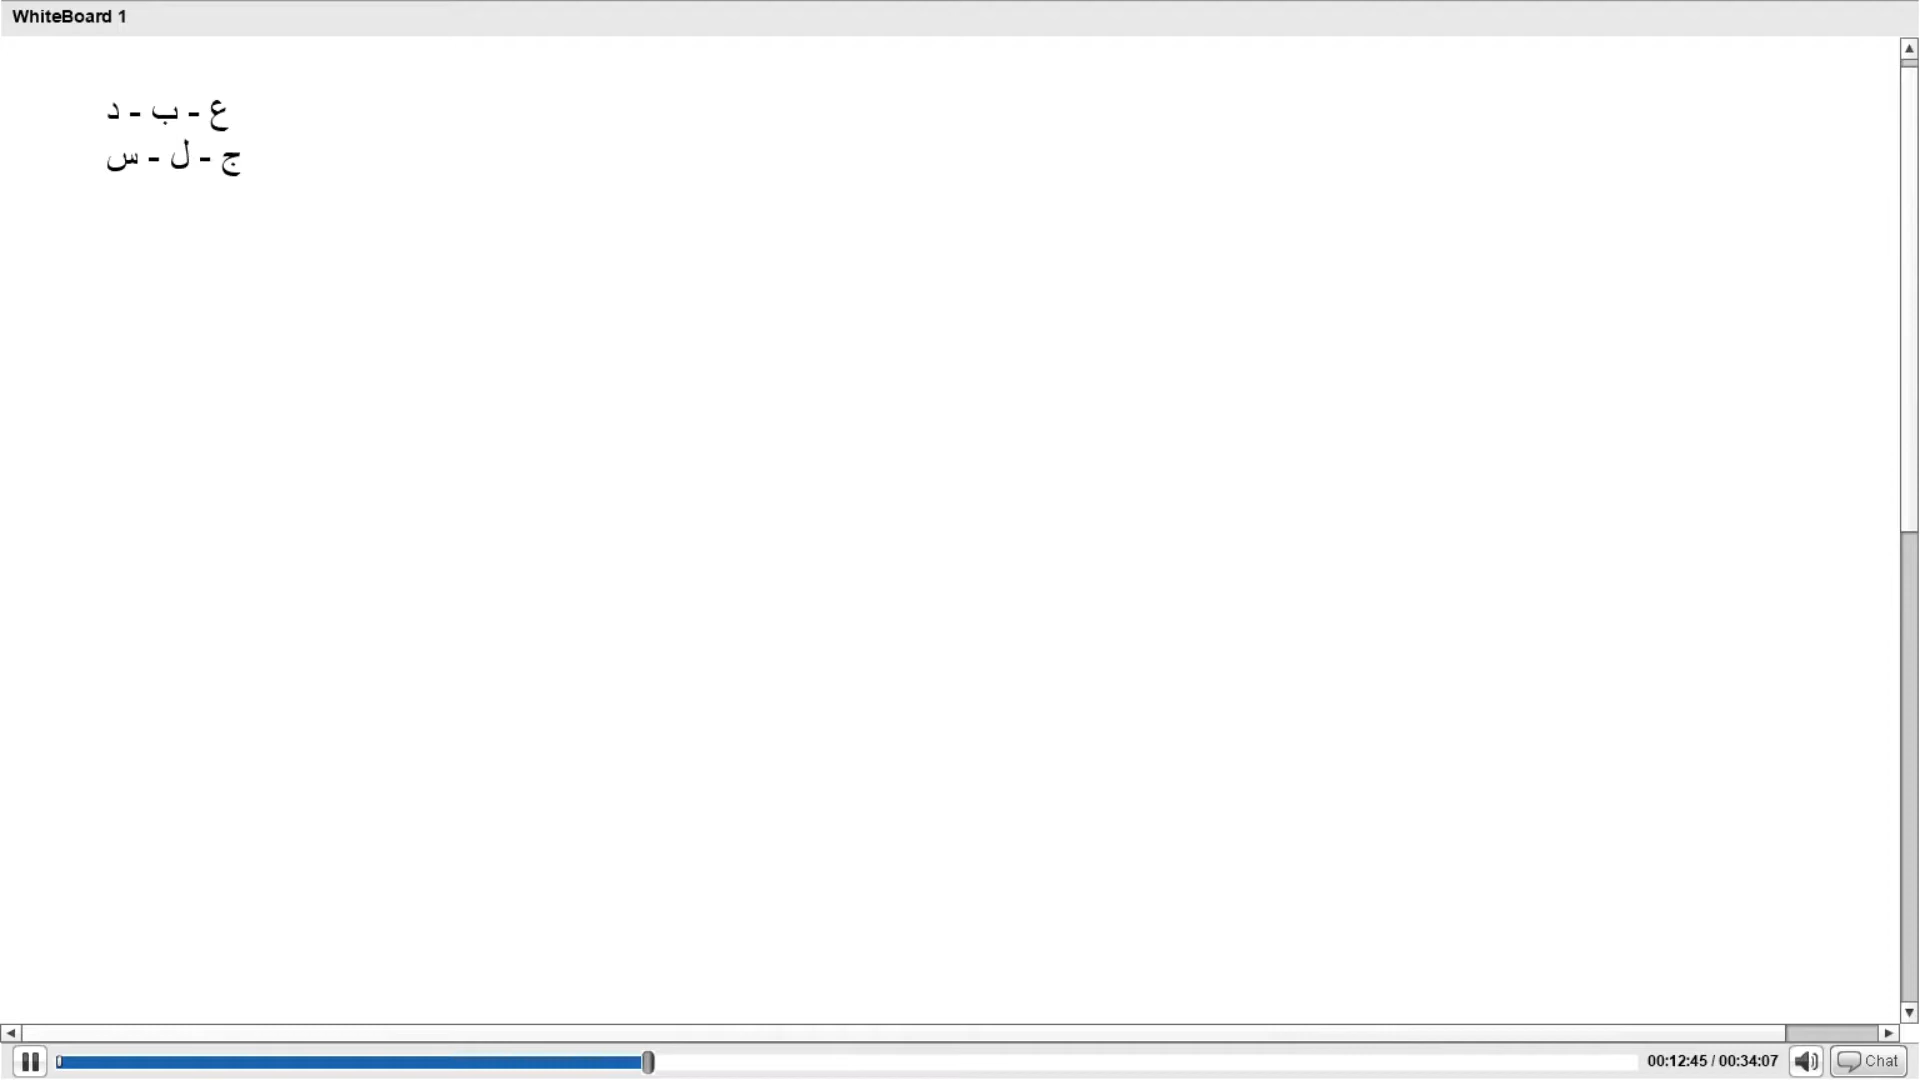 WhiteBoard 1
ع - ب - د
ج - ل - س
00:12:45 / 00:34:07
Chat